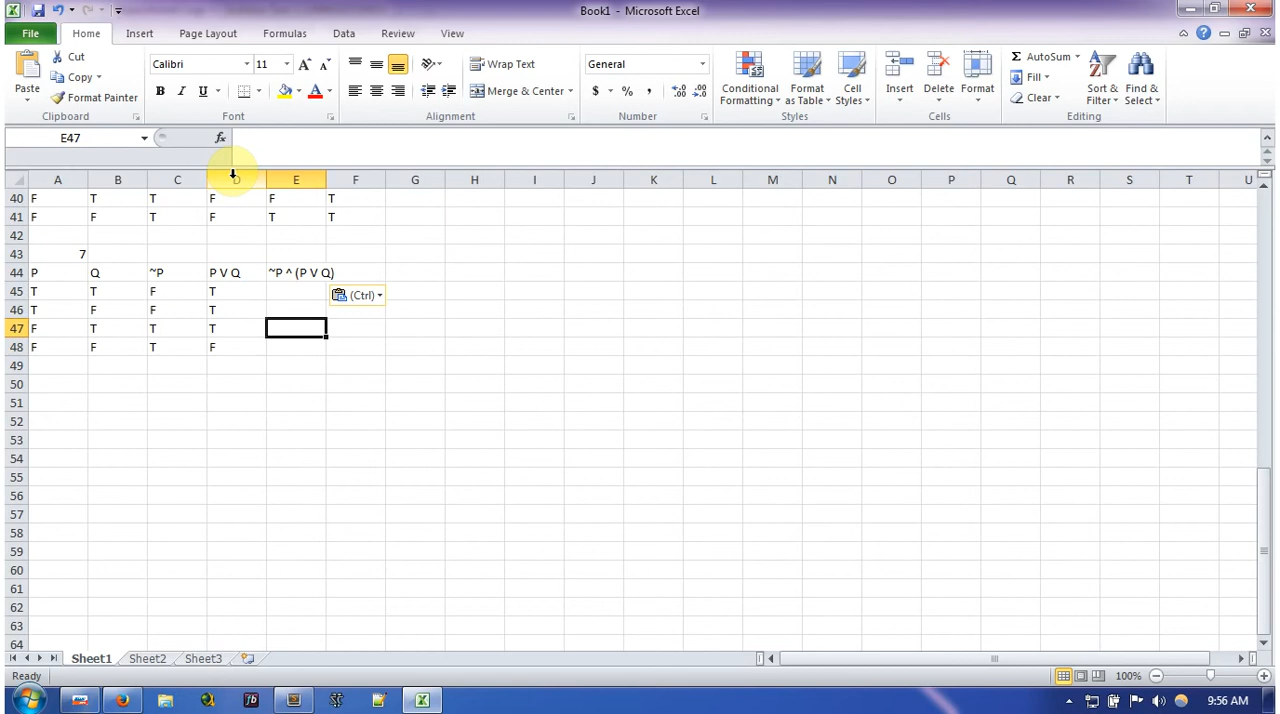 Book1 - Microsoft Excel
File Home Insert Page Layout Formulas Data Review View
Paste
Cut
Copy
Format Painter
Clipboard
Calibri 11
B I U
Font
Wrap Text
Merge & Center
Alignment
General
$ % ,
Number
Conditional Formatting
Format as Table
Cell Styles
Styles
Insert Delete Format
Cells
AutoSum
Fill
Clear
Sort & Filter
Find & Select
Editing
E47 fx
A B C D E F G H I J K L M N O P Q R S T U
40 F T T F F T
41 F F T F T T
42
43 7
44 P Q ~P P V Q ~P ^ (P V Q)
45 T T F T (Ctrl)
46 T F F T
47 F T T T
48 F F T F
49
50
51
52
53
54
55
56
57
58
59
60
61
62
63
64
Sheet1 Sheet2 Sheet3
Ready 100%
9:56 AM